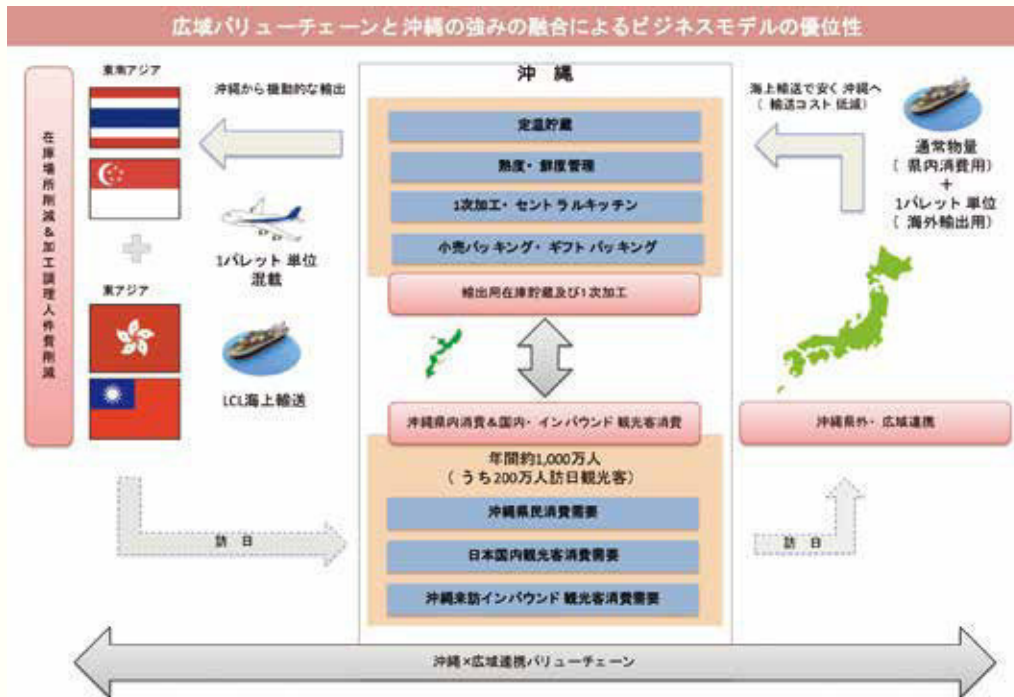 広域バリューチェーンと沖縄の強みの融合によるビジネスモデルの優位性
在庫場所削減&加工調理人件費削減
東南アジア
東アジア
沖縄から機動的な輸出
1パレット 単位
混載
LCL海上輸送
訪 日
沖 縄
定温貯蔵
熟度・鮮度管理
1次加工・セントラルキッチン
小売パッキング・ギフト パッキング
輸出用在庫貯蔵及び1次加工
沖縄県内消費&国内・インバウンド 観光客消費
年間約1,000万人
( うち200万人訪日観光客)
沖縄県民消費需要
日本国内観光客消費需要
沖縄来訪インバウンド 観光客消費需要
海上輸送で安く 沖縄へ
( 輸送コスト 低減)
通常物量
( 県内消費用)
+
1パレット 単位
( 海外輸出用)
沖縄県外・広域連携
訪 日
沖縄×広域連携バリューチェーン